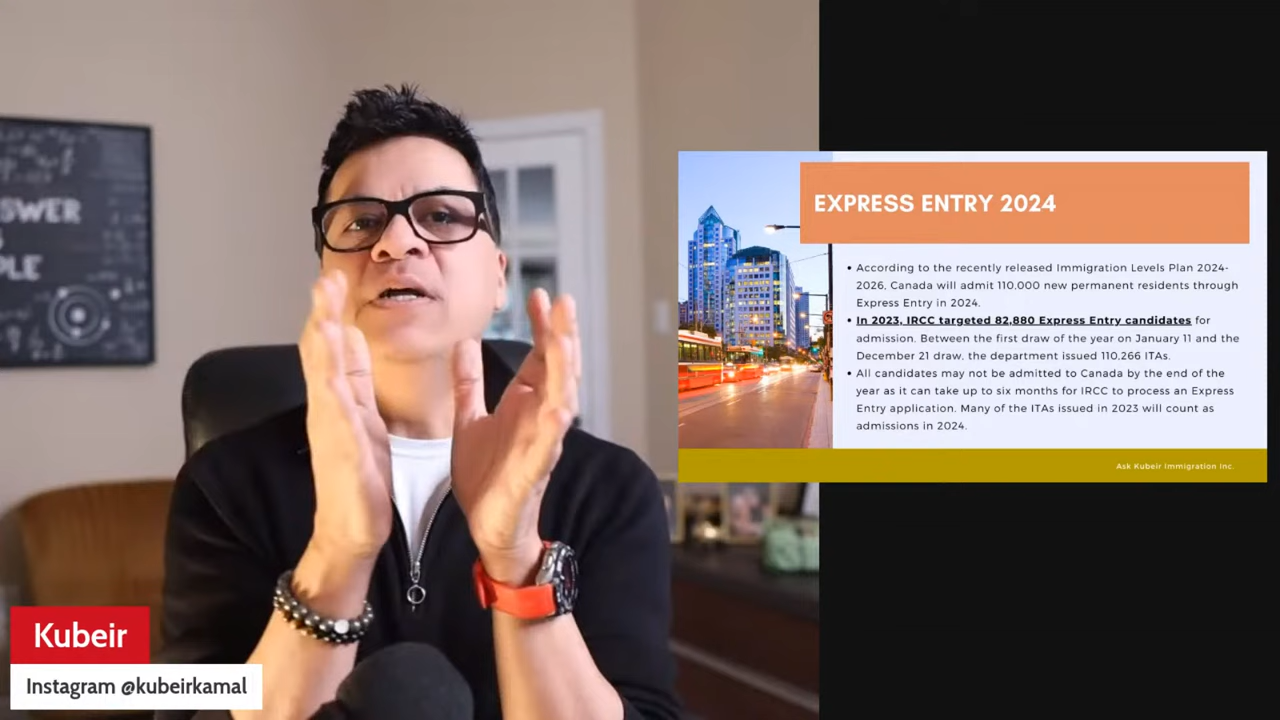 EXPRESS ENTRY 2024
• According to the recently released Immigration Levels Plan 2024-
2026, Canada will admit 110,000 new permanent residents through
Express Entry in 2024.
• In 2023, IRCC targeted 82,880 Express Entry candidates for
admission. Between the first draw of the year on January 11 and the
December 21 draw, the department issued 110,266 ITAs.
• All candidates may not be admitted to Canada by the end of the
year as it can take up to six months for IRCC to process an Express
Entry application. Many of the ITAs issued in 2023 will count as
admissions in 2024.
Ask Kubeir Immigration Inc.
Kubeir
Instagram @kubeirkamal